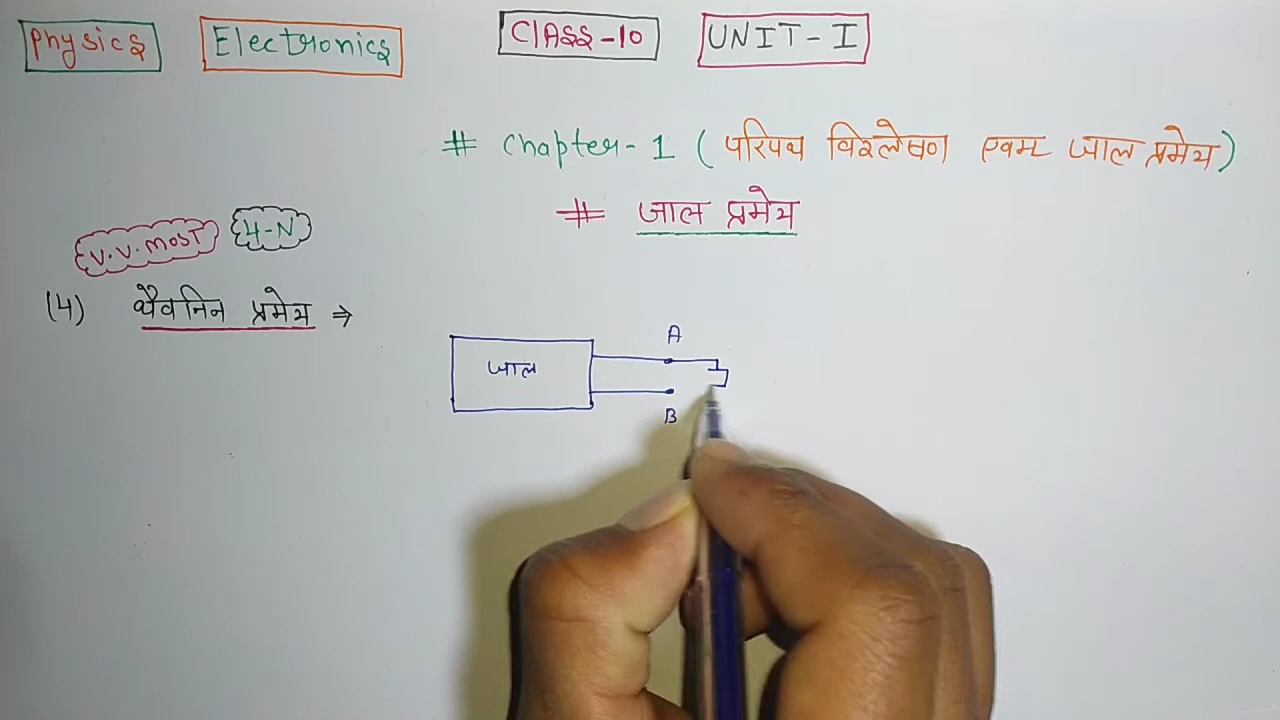 Physics Electronics CLASS-10 UNIT-I
# Chapter-1 (परिपथ विश्लेषण एवम जाल प्रमेय)
# जाल प्रमेय
V.V.MOST 4-N
(4) थैवनिन प्रमेय ⇒
A
जाल
B